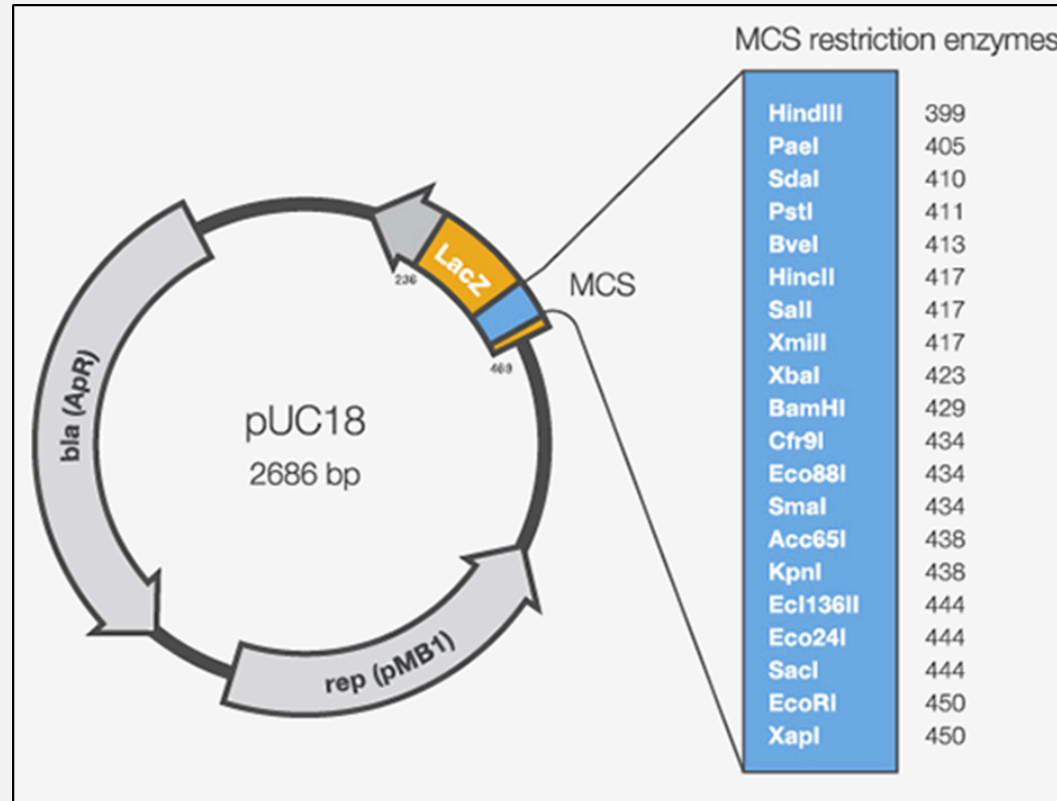 MCS restriction enzymes
HindIII 399
PaeI 405
SdaI 410
PstI 411
BveI 413
HincII 417
SalI 417
XmiII 417
XbaI 423
BamHI 429
Cfr9I 434
Eco88I 434
SmaI 434
Acc65I 438
KpnI 438
Ecl136II 444
Eco24I 444
SacI 444
EcoRI 450
XapI 450
LacZ
236
MCS
469
bla (ApR)
pUC18
2686 bp
rep (pMB1)